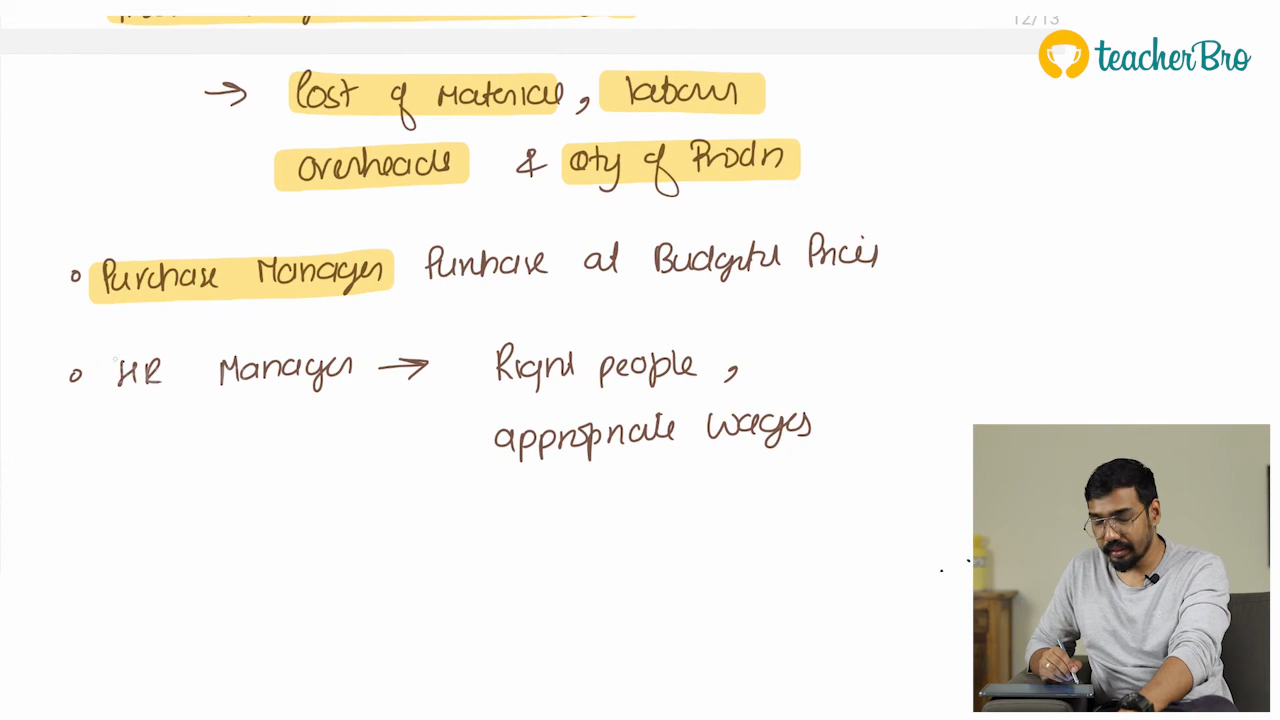 12/13
teacherBro
→ Cost of Material, labour
overheads & Qty of Prodn
• Purchase Manager Purchase at Budgeted Prices
• HR Manager → Right people,
appropriate wages